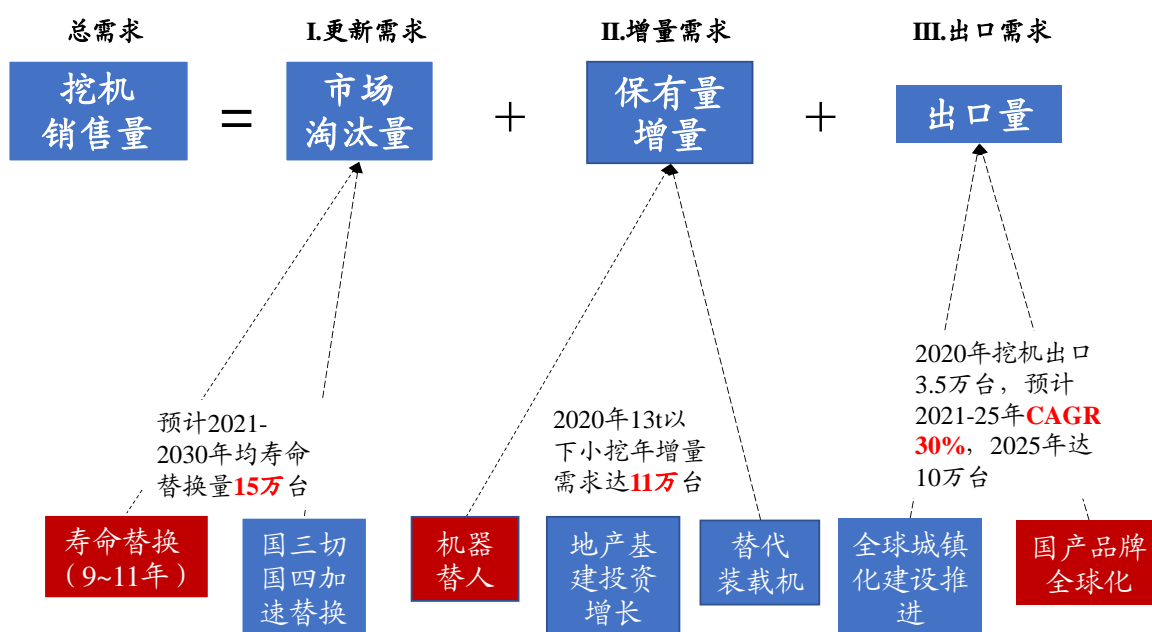 总需求
I.更新需求
II.增量需求
III.出口需求
挖机
销售量
=
市场
淘汰量
+
保有量
增量
+
出口量
预计2021-
2030年均寿命
替换量15万台
2020年13t以
下小挖年增量
需求达11万台
2020年挖机出口
3.5万台，预计
2021-25年CAGR
30%，2025年达
10万台
寿命替换
（9~11年）
国三切
国四加
速替换
机器
替人
地产基
建投资
增长
替代
装载机
全球城镇
化建设推
进
国产品牌
全球化